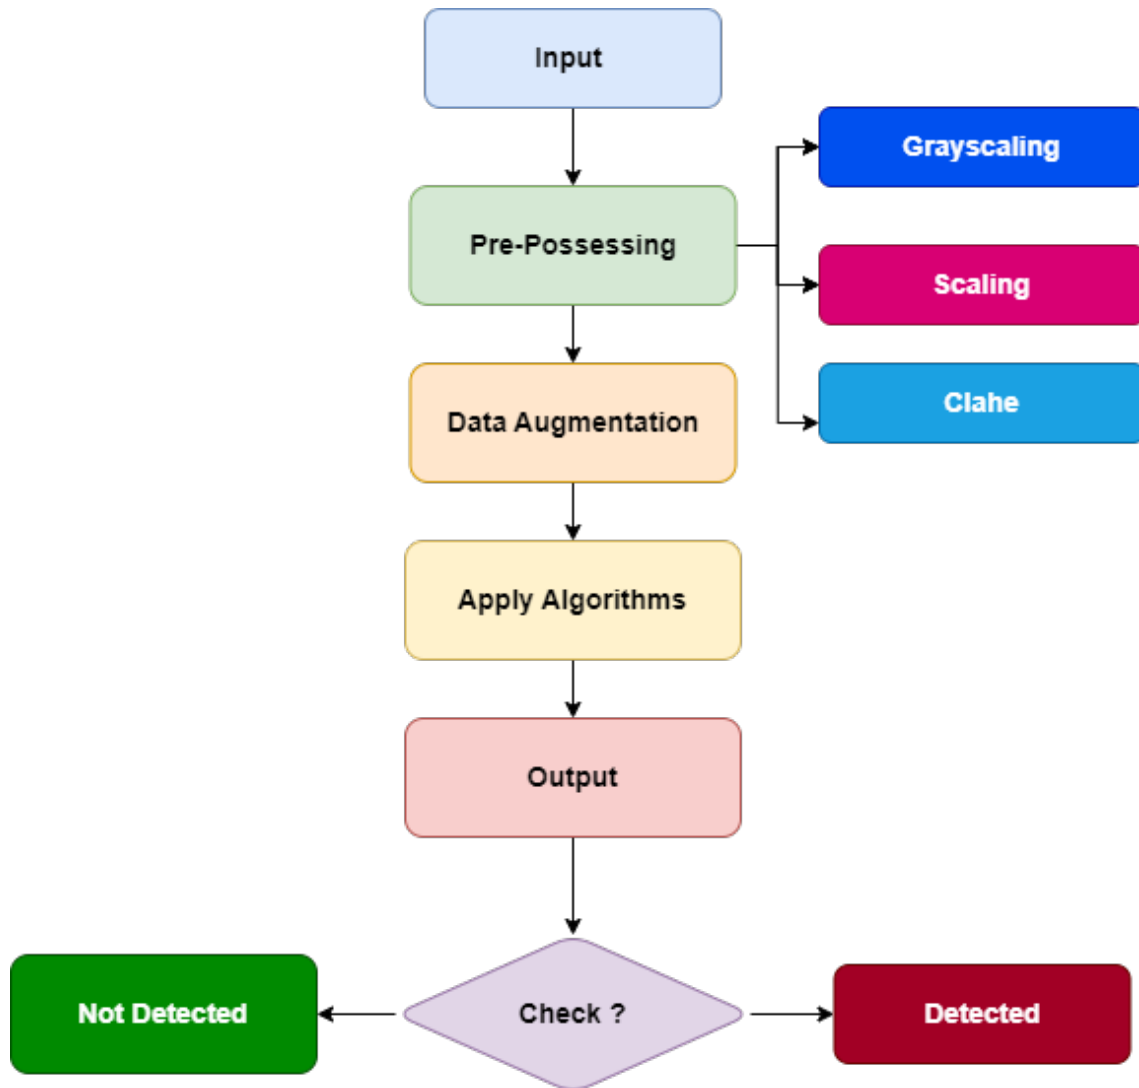 Input
Grayscaling
Pre-Possessing
Scaling
Clahe
Data Augmentation
Apply Algorithms
Output
Not Detected
Check ?
Detected